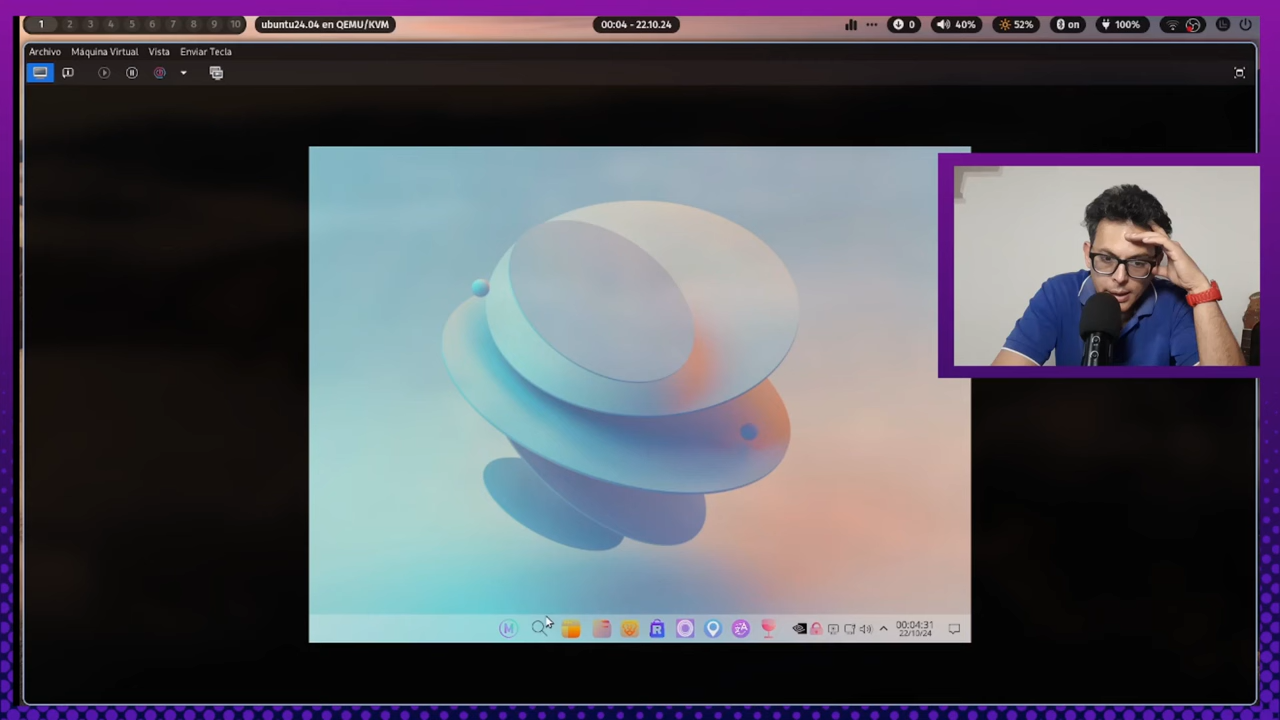 1 2 3 4 5 6 7 8 9 10 ubuntu24.04 en QEMU/KVM 00:04 - 22.10.24 0 40% 52% on 100%
Archivo Máquina Virtual Vista Enviar Tecla
M R 00:04:31
22/10/24